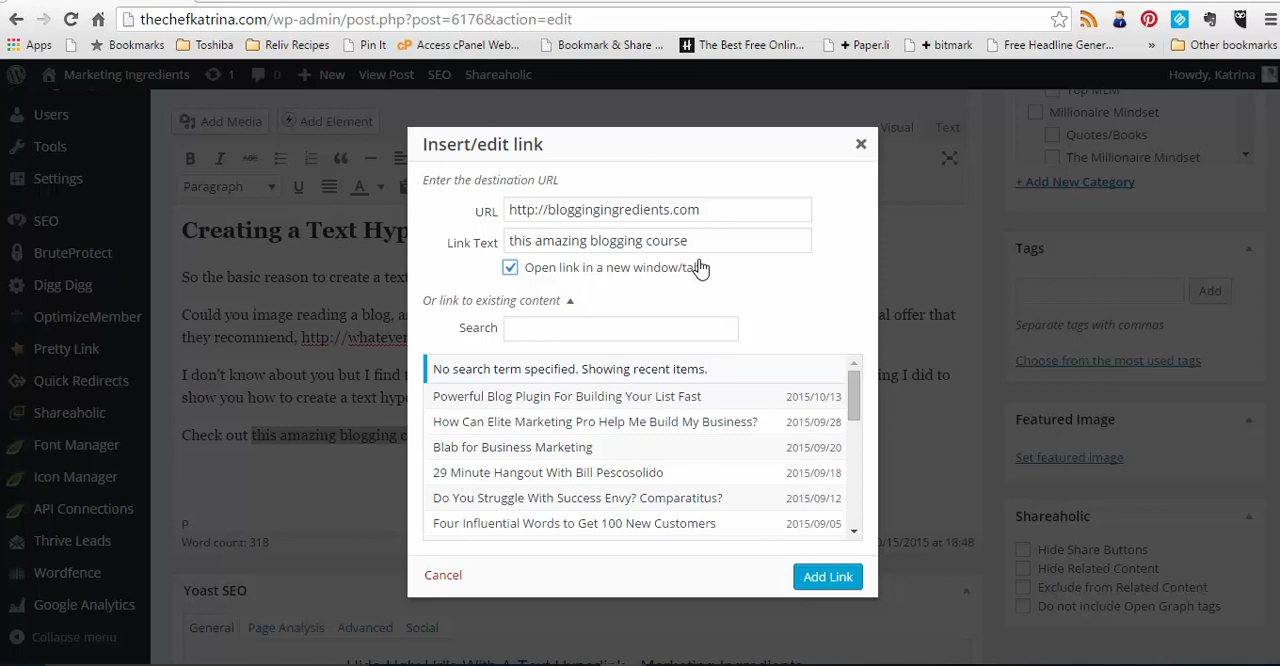 thechefkatrina.com/wp-admin/post.php?post=6176&action=edit
Apps Bookmarks Toshiba Reliv Recipes Pin It cP Access cPanel Web... Bookmark & Share ... H The Best Free Onlin... + Paper.li + bitmark Free Headline Gener... » Other bookmarks
Marketing Ingredients 1 0 + New View Post SEO Shareaholic Howdy, Katrina
Users
Tools
Settings
SEO
BruteProtect
Digg Digg
OptimizeMember
Pretty Link
Quick Redirects
Shareaholic
Font Manager
Icon Manager
API Connections
Thrive Leads
Wordfence
Google Analytics
Collapse menu
Add Media Add Element
Visual Text
B I ABC
Paragraph U A
Creating a Text Hyp
So the basic reason to create a text
Could you image reading a blog, as
al offer that
they recommend, http://whatever
I don't know about you but I find t
ing I did to
show you how to create a text hype
Check out this amazing blogging c
P
Word count: 318
0/15/2015 at 18:48
Yoast SEO
General Page Analysis Advanced Social
Insert/edit link
Enter the destination URL
URL http://bloggingingredients.com
Link Text this amazing blogging course
Open link in a new window/tab
Or link to existing content
Search
No search term specified. Showing recent items.
Powerful Blog Plugin For Building Your List Fast 2015/10/13
How Can Elite Marketing Pro Help Me Build My Business? 2015/09/28
Blab for Business Marketing 2015/09/20
29 Minute Hangout With Bill Pescosolido 2015/09/18
Do You Struggle With Success Envy? Comparatitus? 2015/09/12
Four Influential Words to Get 100 New Customers 2015/09/05
Cancel Add Link
Top MLM
Millionaire Mindset
Quotes/Books
The Millionaire Mindset
+ Add New Category
Tags
Add
Separate tags with commas
Choose from the most used tags
Featured Image
Set featured image
Shareaholic
Hide Share Buttons
Hide Related Content
Exclude from Related Content
Do not include Open Graph tags